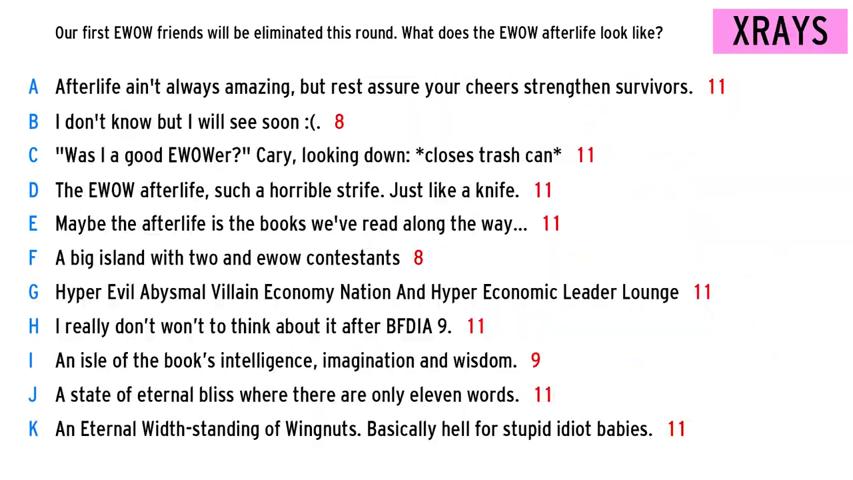 Our first EWOW friends will be eliminated this round. What does the EWOW afterlife look like?
XRAYS
A Afterlife ain't always amazing, but rest assure your cheers strengthen survivors. 11
B I don't know but I will see soon :(. 8
C "Was I a good EWOWer?" Cary, looking down: *closes trash can* 11
D The EWOW afterlife, such a horrible strife. Just like a knife. 11
E Maybe the afterlife is the books we've read along the way... 11
F A big island with two and ewow contestants 8
G Hyper Evil Abysmal Villain Economy Nation And Hyper Economic Leader Lounge 11
H I really don’t won’t to think about it after BFDIA 9. 11
I An isle of the book’s intelligence, imagination and wisdom. 9
J A state of eternal bliss where there are only eleven words. 11
K An Eternal Width-standing of Wingnuts. Basically hell for stupid idiot babies. 11